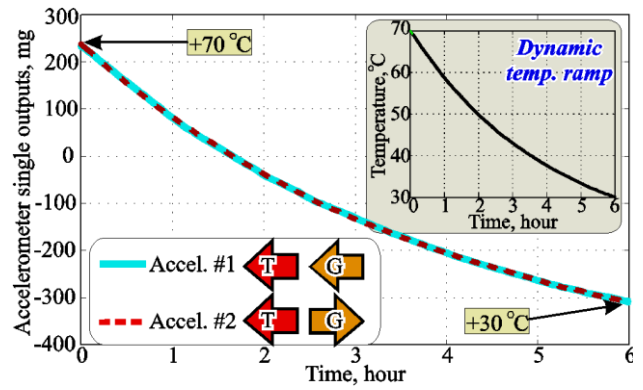 Accelerometer single outputs, mg
300
200
100
0
-100
-200
-300
-400
+70 °C
Dynamic
temp. ramp
Temperature, °C
70
60
50
40
30
0 1 2 3 4 5 6
Time, hour
Accel. #1 T G
Accel. #2 T G
+30 °C
0 1 2 3 4 5 6
Time, hour